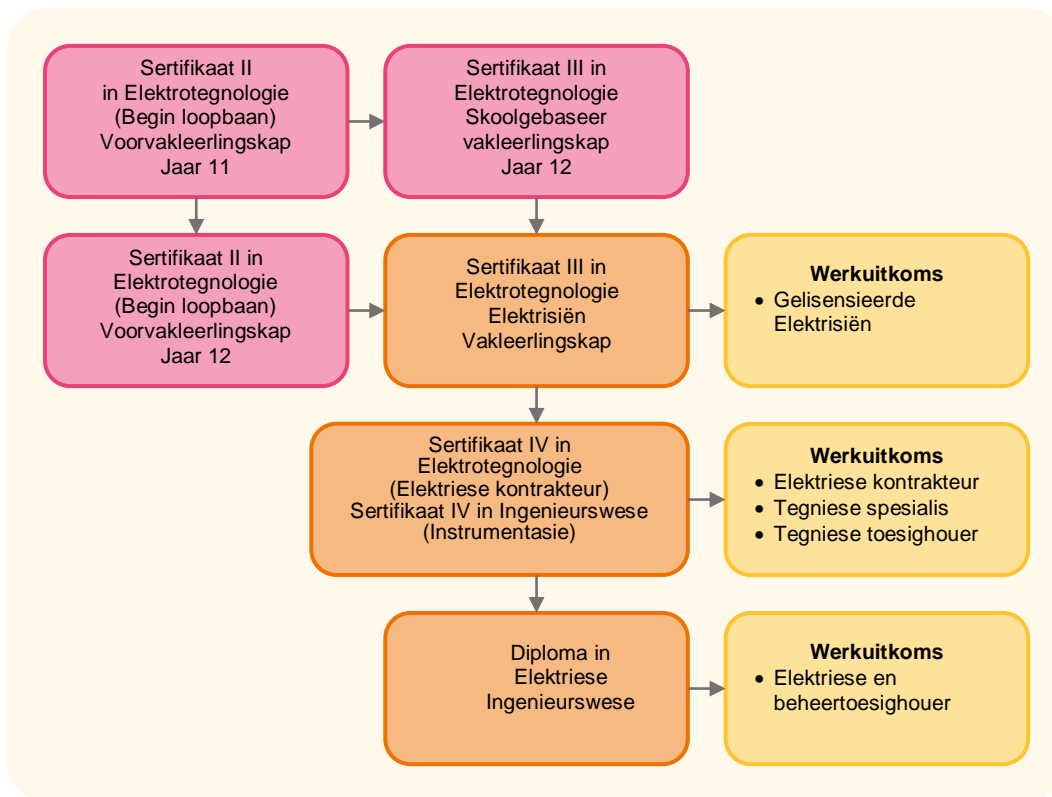 Sertifikaat II
in Elektrotegnologie
(Begin loopbaan)
Voorvakleerlingskap
Jaar 11
Sertifikaat III in
Elektrotegnologie
Skoolgebaseer
vakleerlingskap
Jaar 12
Sertifikaat II in
Elektrotegnologie
(Begin loopbaan)
Voorvakleerlingskap
Jaar 12
Sertifikaat III in
Elektrotegnologie
Elektrisiën
Vakleerlingskap
Werkuitkoms
• Gelisensieerde
Elektrisiën
Sertifikaat IV in
Elektrotegnologie
(Elektriese kontrakteur)
Sertifikaat IV in Ingenieurswese
(Instrumentasie)
Werkuitkoms
• Elektriese kontrakteur
• Tegniese spesialis
• Tegniese toesighouer
Diploma in
Elektriese
Ingenieurswese
Werkuitkoms
• Elektriese en
beheertoesighouer